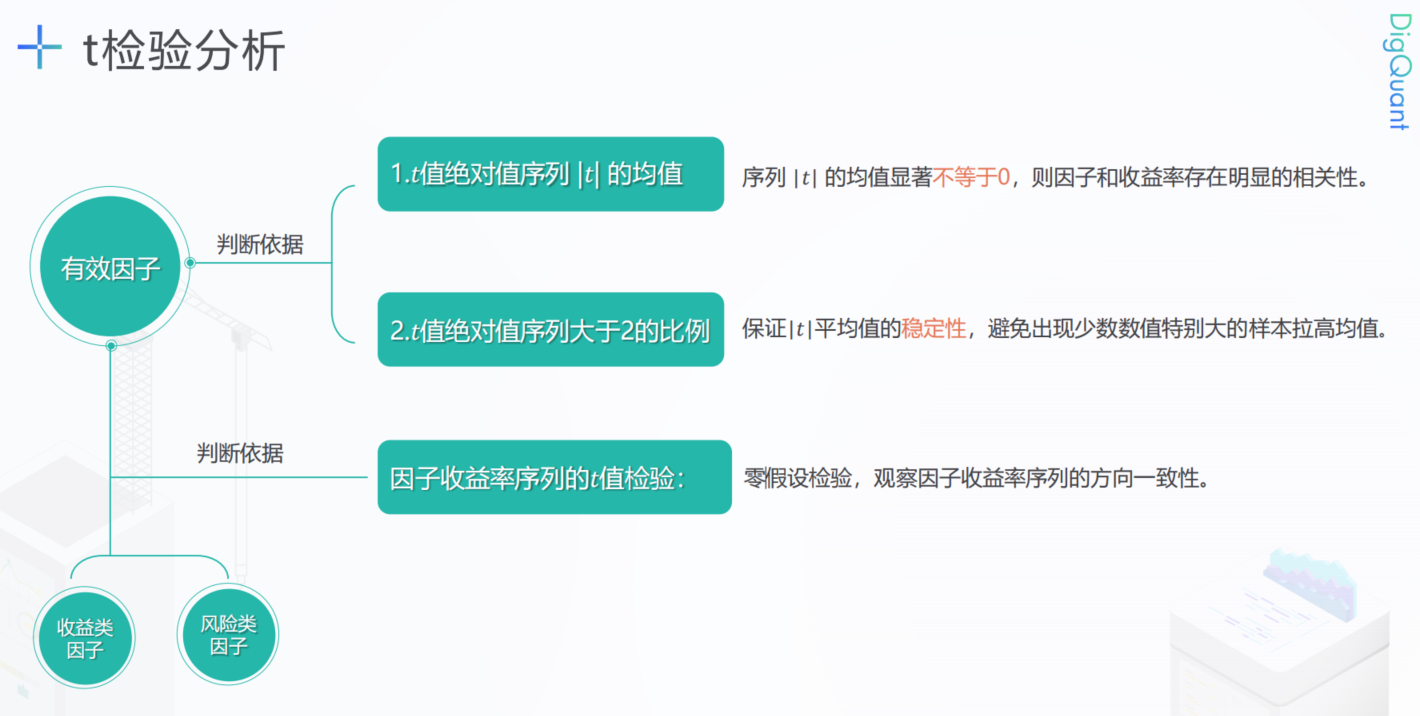 t检验分析
DigQuant
1.t值绝对值序列 |t| 的均值
序列 |t| 的均值显著不等于0，则因子和收益率存在明显的相关性。
判断依据
有效因子
2.t值绝对值序列大于2的比例
保证|t|平均值的稳定性，避免出现少数数值特别大的样本拉高均值。
判断依据
因子收益率序列的t值检验：
零假设检验，观察因子收益率序列的方向一致性。
收益类
因子
风险类
因子